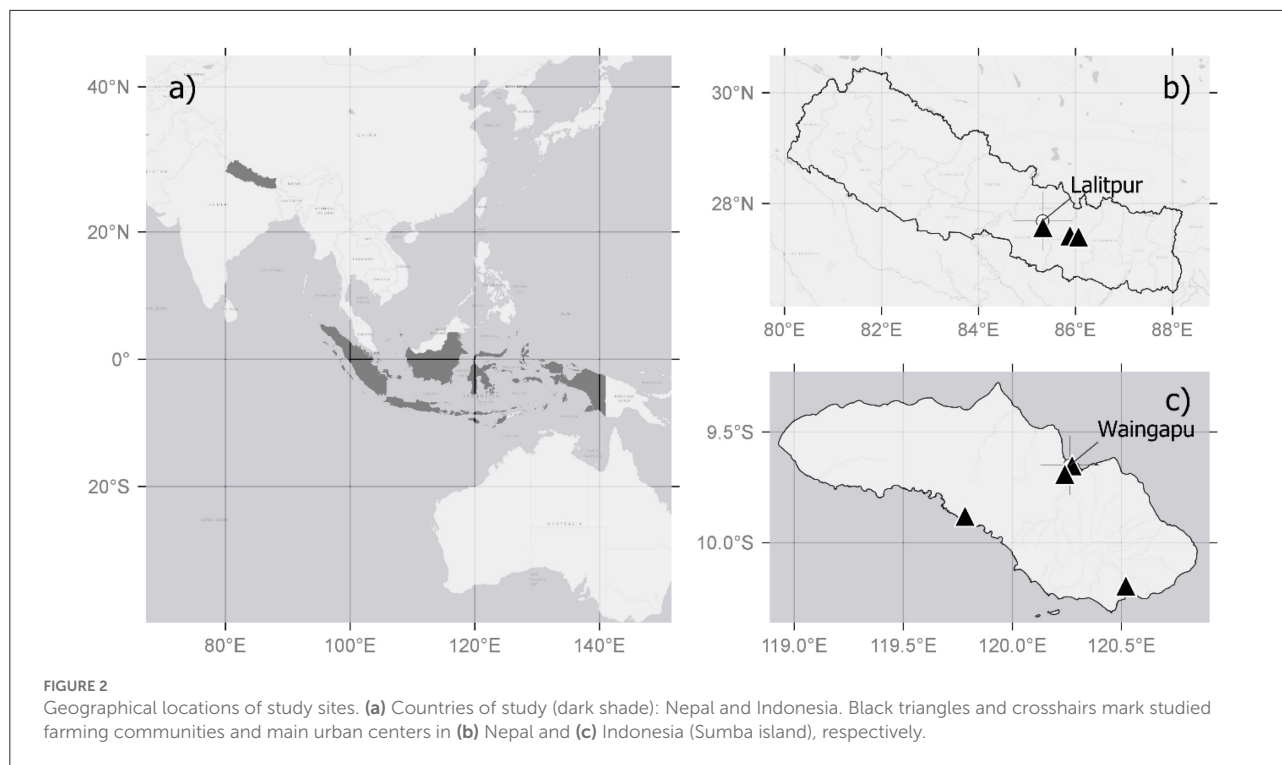 a)
40°N
20°N
0°
20°S
80°E 100°E 120°E 140°E
CHINA
INDIA
AUSTRALIA
b)
30°N
28°N
Lalitpur
80°E 82°E 84°E 86°E 88°E
c)
9.5°S
10.0°S
Waingapu
119.0°E 119.5°E 120.0°E 120.5°E
FIGURE 2
Geographical locations of study sites. (a) Countries of study (dark shade): Nepal and Indonesia. Black triangles and crosshairs mark studied
farming communities and main urban centers in (b) Nepal and (c) Indonesia (Sumba island), respectively.